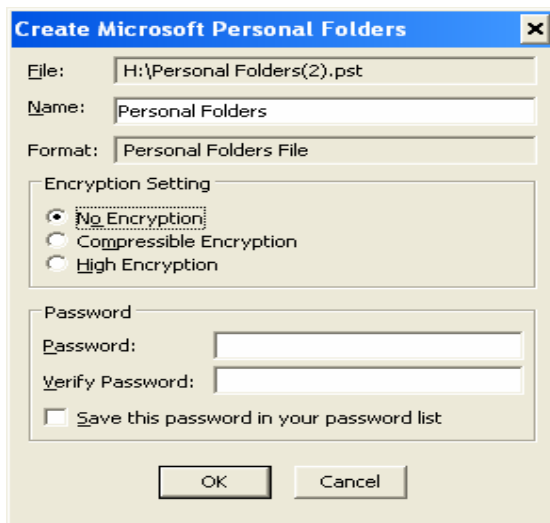 Create Microsoft Personal Folders
File: H:\Personal Folders(2).pst
Name: Personal Folders
Format: Personal Folders File
Encryption Setting
No Encryption
Compressible Encryption
High Encryption
Password
Password:
Verify Password:
Save this password in your password list
OK Cancel